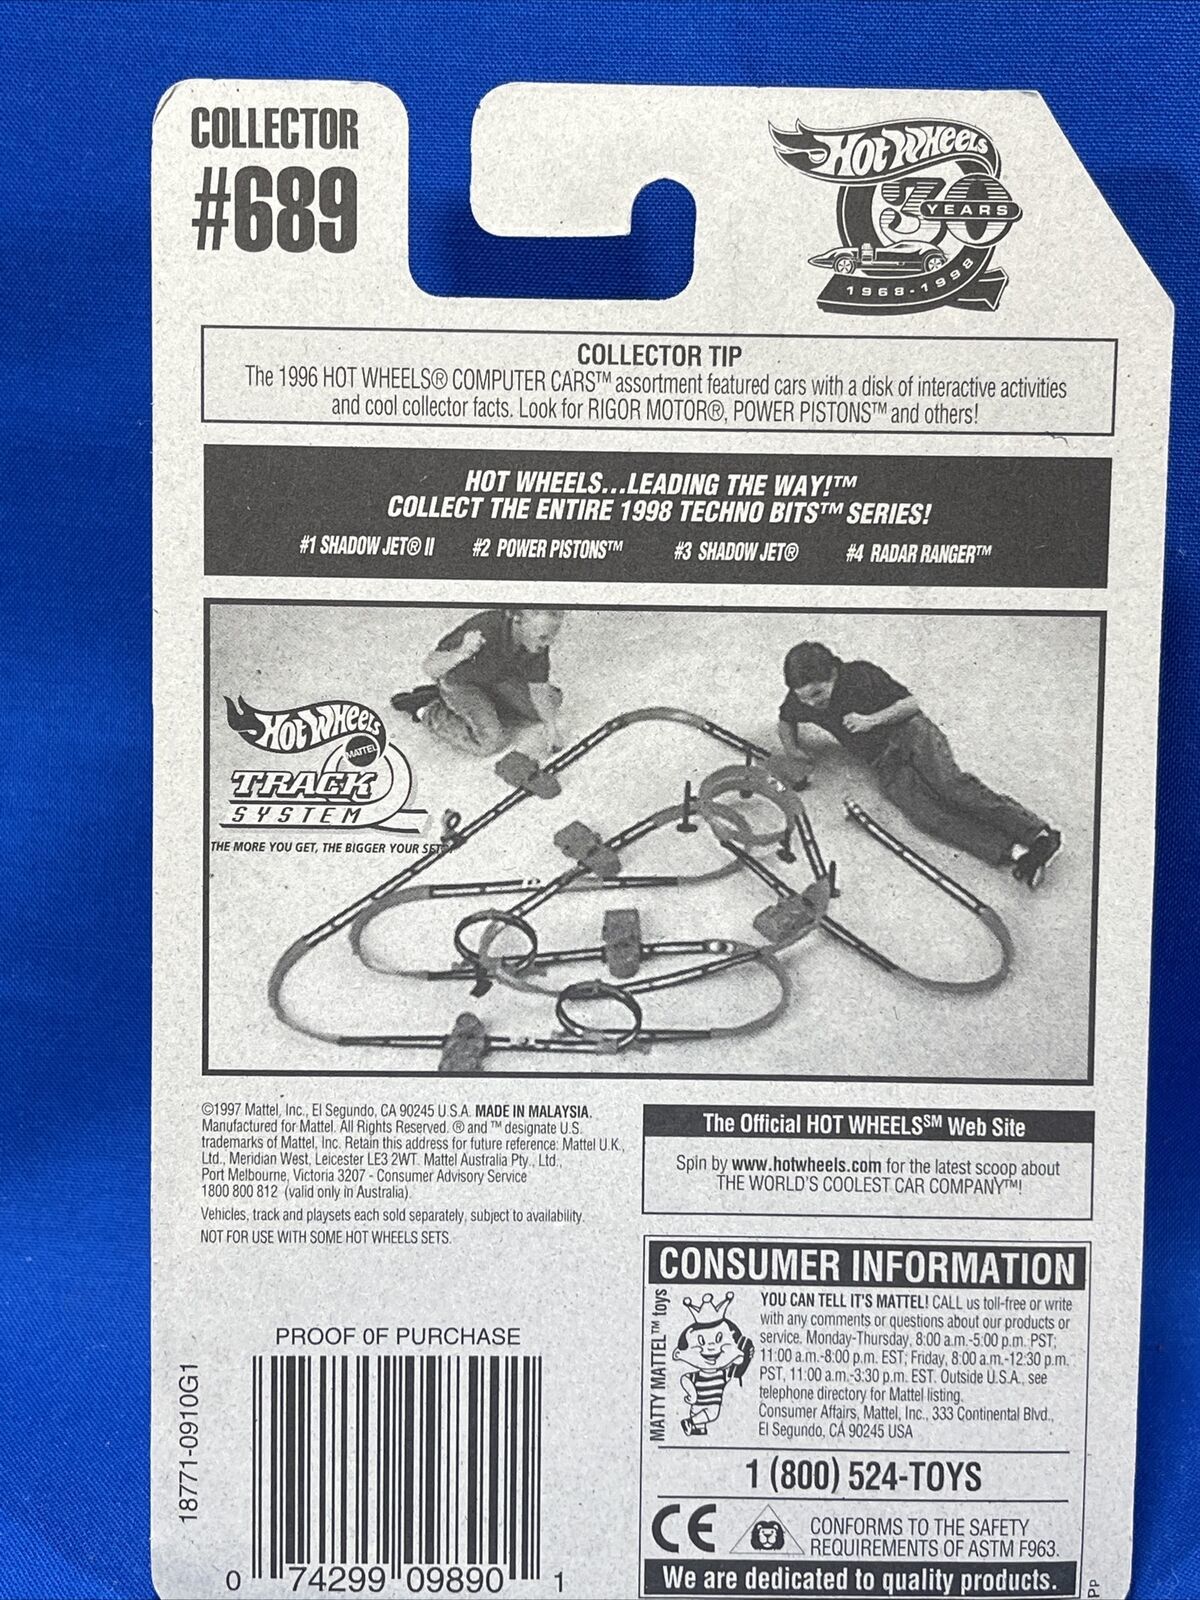 COLLECTOR
#689
HOT WHEELS
30
YEARS
1968-1998
COLLECTOR TIP
The 1996 HOT WHEELS® COMPUTER CARS™ assortment featured cars with a disk of interactive activities
and cool collector facts. Look for RIGOR MOTOR®, POWER PISTONS™ and others!
HOT WHEELS...LEADING THE WAY!™
COLLECT THE ENTIRE 1998 TECHNO BITS™ SERIES!
#1 SHADOW JET® II #2 POWER PISTONS™ #3 SHADOW JET® #4 RADAR RANGER™
HOT WHEELS
MATTEL
TRACK
SYSTEM
THE MORE YOU GET, THE BIGGER YOUR SET
©1997 Mattel, Inc., El Segundo, CA 90245 U.S.A. MADE IN MALAYSIA.
Manufactured for Mattel. All Rights Reserved. ® and ™ designate U.S.
trademarks of Mattel, Inc. Retain this address for future reference: Mattel U.K.,
Ltd., Meridian West, Leicester LE3 2WT. Mattel Australia Pty., Ltd.,
Port Melbourne, Victoria 3207 - Consumer Advisory Service
1800 800 812 (valid only in Australia).
Vehicles, track and playsets each sold separately, subject to availability.
NOT FOR USE WITH SOME HOT WHEELS SETS.
The Official HOT WHEELS℠ Web Site
Spin by www.hotwheels.com for the latest scoop about
THE WORLD'S COOLEST CAR COMPANY™!
CONSUMER INFORMATION
MATTY MATTEL™ toys
YOU CAN TELL IT'S MATTEL! CALL us toll-free or write
with any comments or questions about our products or
service. Monday-Thursday, 8:00 a.m.-5:00 p.m. PST;
11:00 a.m.-8:00 p.m. EST; Friday, 8:00 a.m.-12:30 p.m.
PST, 11:00 a.m.-3:30 p.m. EST. Outside U.S.A., see
telephone directory for Mattel listing.
Consumer Affairs, Mattel, Inc., 333 Continental Blvd.,
El Segundo, CA 90245 USA
1 (800) 524-TOYS
CE
CONFORMS TO THE SAFETY
REQUIREMENTS OF ASTM F963.
We are dedicated to quality products.
PP
PROOF OF PURCHASE
18771-0910G1
0 74299 09890 1